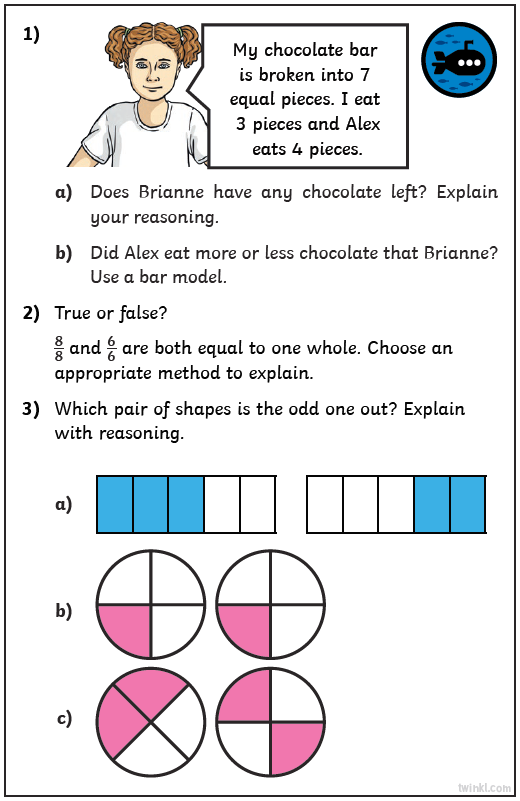 1)
My chocolate bar
is broken into 7
equal pieces. I eat
3 pieces and Alex
eats 4 pieces.
a) Does Brianne have any chocolate left? Explain
your reasoning.
b) Did Alex eat more or less chocolate that Brianne?
Use a bar model.
2) True or false?
8/8 and 6/6 are both equal to one whole. Choose an
appropriate method to explain.
3) Which pair of shapes is the odd one out? Explain
with reasoning.
a)
b)
c)
twinkl.com